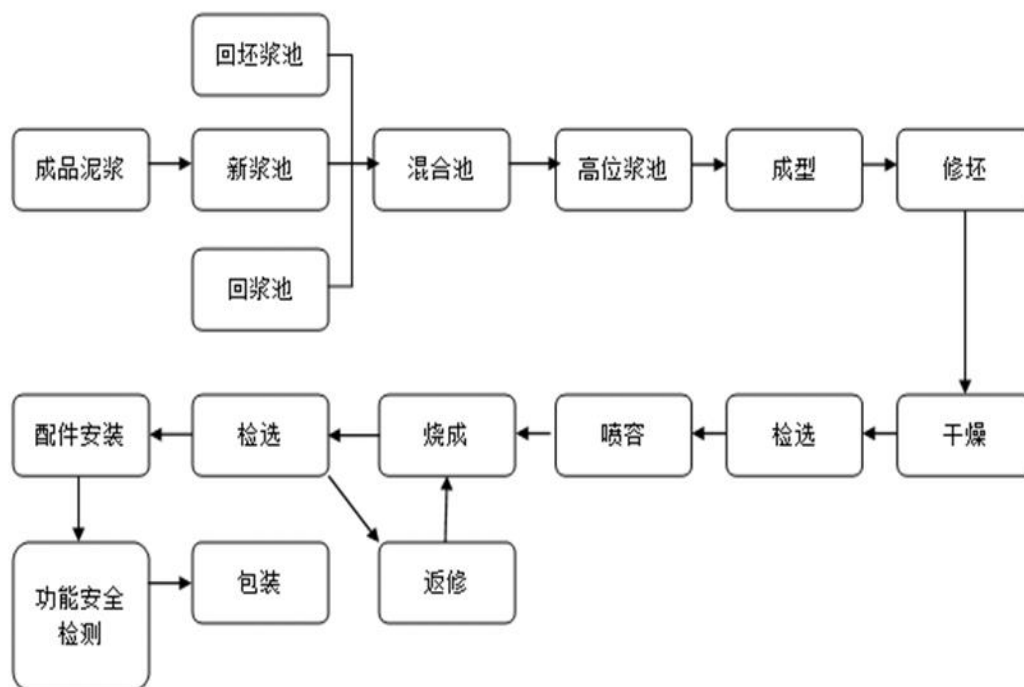 回坯浆池
成品泥浆
新浆池
混合池
高位浆池
成型
修坯
回浆池
配件安装
检选
烧成
喷容
检选
干燥
功能安全
检测
包装
返修